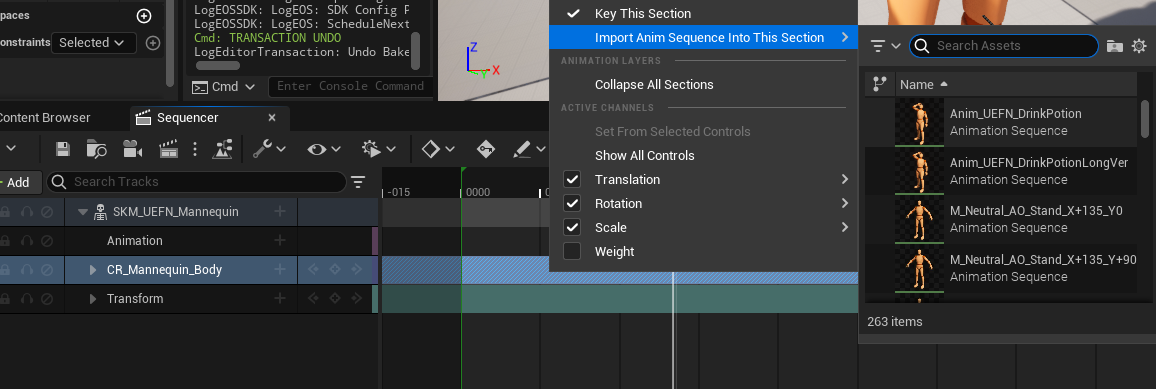 paces
onstraints
Selected
LogEOSSDK: LogEOS: SDK Config P
LogEOSSDK: LogEOS: ScheduleNext
Cmd: TRANSACTION UNDO
LogEditorTransaction: Undo Bake
Cmd
Enter Console Command
Z
Y
X
Key This Section
Import Anim Sequence Into This Section
ANIMATION LAYERS
Collapse All Sections
ACTIVE CHANNELS
Set From Selected Controls
Show All Controls
Translation
Rotation
Scale
Weight
Search Assets
Name
Anim_UEFN_DrinkPotion
Animation Sequence
Anim_UEFN_DrinkPotionLongVer
Animation Sequence
M_Neutral_AO_Stand_X+135_Y0
Animation Sequence
M_Neutral_AO_Stand_X+135_Y+90
Animation Sequence
263 items
ontent Browser
Sequencer
Add
Search Tracks
-015
0000
SKM_UEFN_Mannequin
Animation
CR_Mannequin_Body
Transform